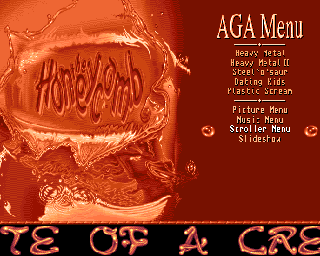 AGA Menu
Heavy Metal
Heavy Metal II
Steel'o'saur
Dating Kids
Plastic Scream
Picture Menu
Music Menu
Scroller Menu
Slideshow
Honeycomb
TE OF A CRE